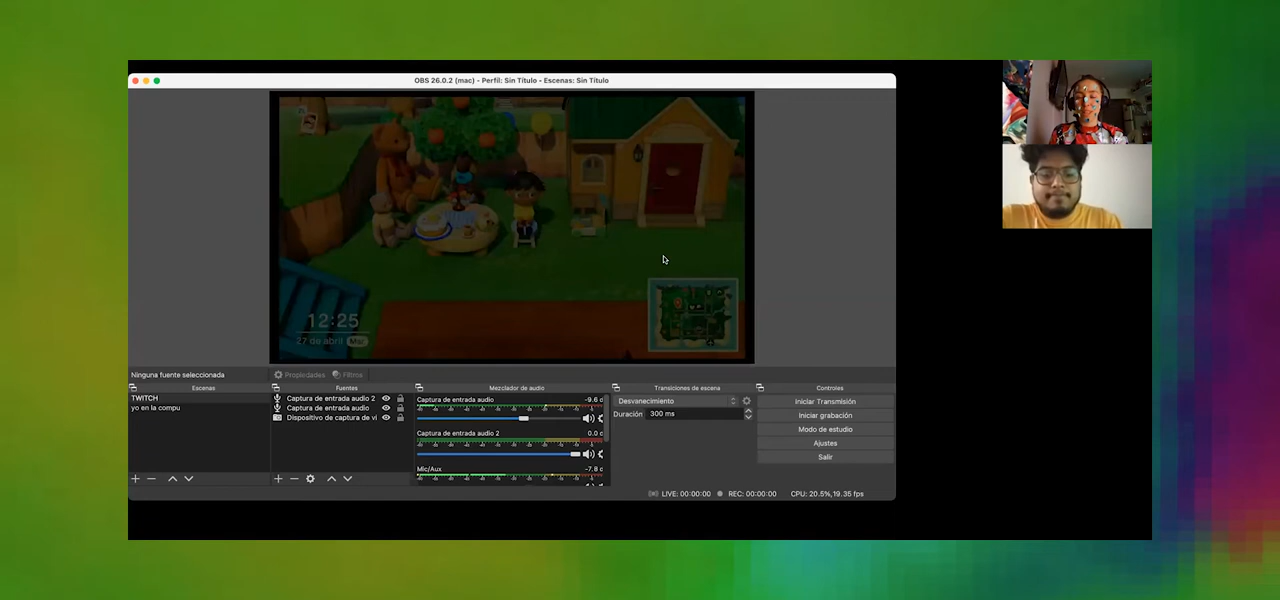 OBS 26.0.2 (mac) - Perfil: Sin Título - Escenas: Sin Título
12:25
27 de abril Mar.
Ninguna fuente seleccionada
Propiedades
Filtros
Escenas
TWITCH
yo en la compu
Fuentes
Captura de entrada audio 2
Captura de entrada audio
Dispositivo de captura de vi
Mezclador de audio
Captura de entrada audio -9.6 d
Captura de entrada audio 2 0.0 d
Mic/Aux -7.8 d
Transiciones de escena
Desvanecimiento
Duración 300 ms
Controles
Iniciar Transmisión
Iniciar grabación
Modo de estudio
Ajustes
Salir
LIVE: 00:00:00 REC: 00:00:00 CPU: 20.5%,19.35 fps